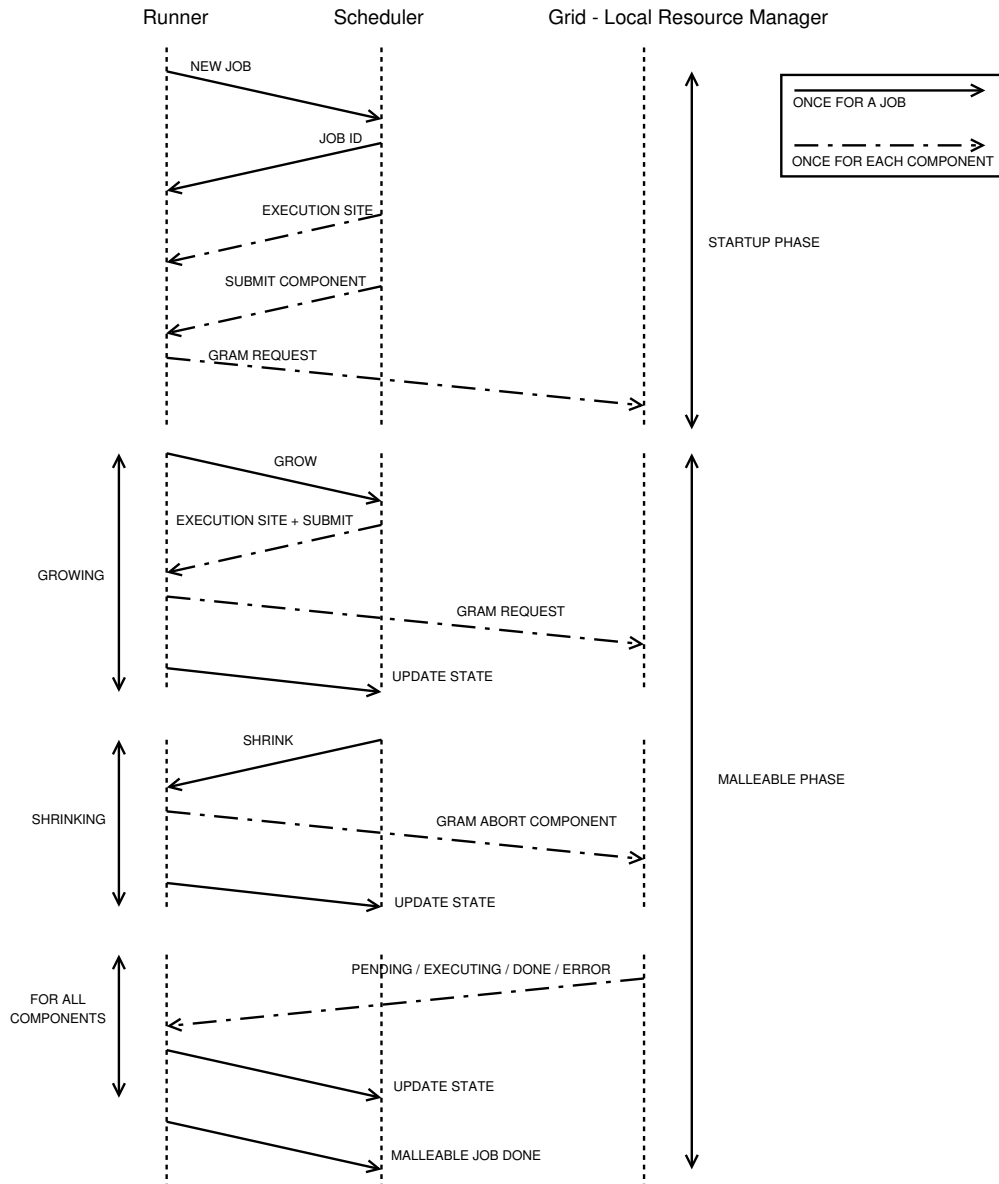 Runner
Scheduler
Grid - Local Resource Manager
NEW JOB
ONCE FOR A JOB
JOB ID
ONCE FOR EACH COMPONENT
EXECUTION SITE
STARTUP PHASE
SUBMIT COMPONENT
GRAM REQUEST
GROW
EXECUTION SITE + SUBMIT
GROWING
GRAM REQUEST
UPDATE STATE
SHRINK
MALLEABLE PHASE
SHRINKING
GRAM ABORT COMPONENT
UPDATE STATE
PENDING / EXECUTING / DONE / ERROR
FOR ALL
COMPONENTS
UPDATE STATE
MALLEABLE JOB DONE